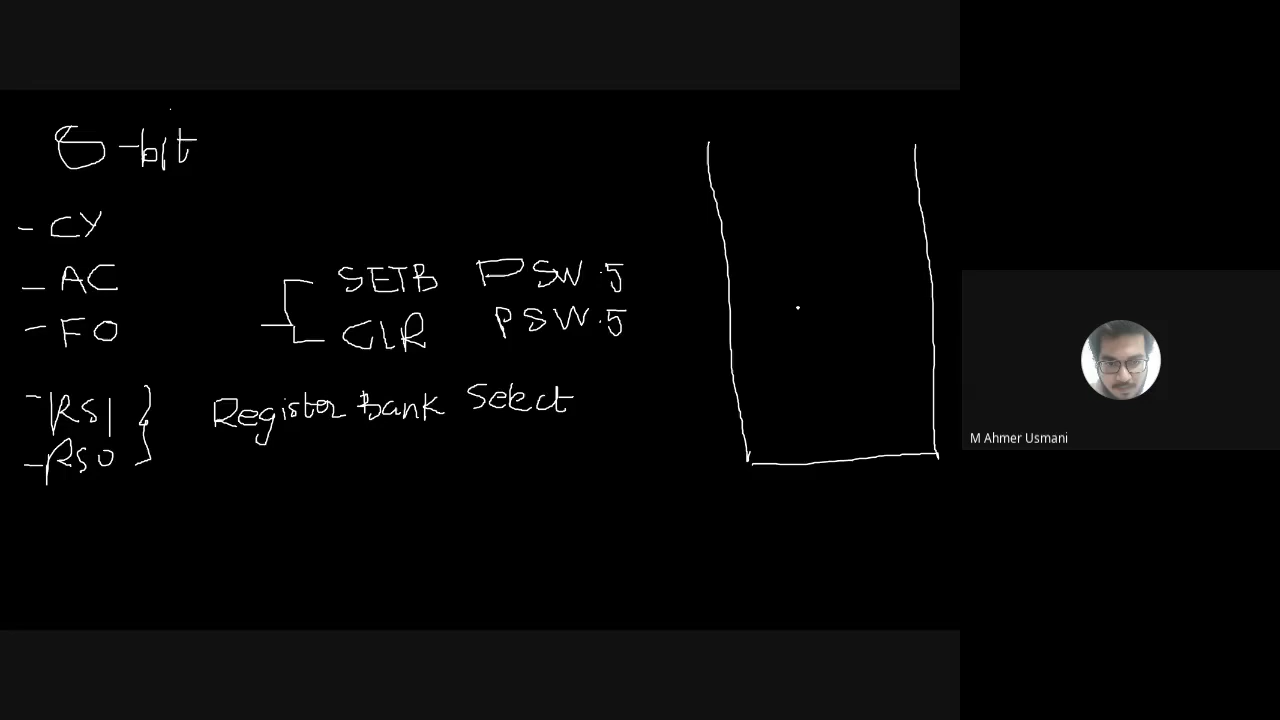 8-bit
- CY
- AC
- F0
SETB PSW.5
CLR PSW.5
- RS1
- RS0
Register Bank Select
M Ahmer Usmani